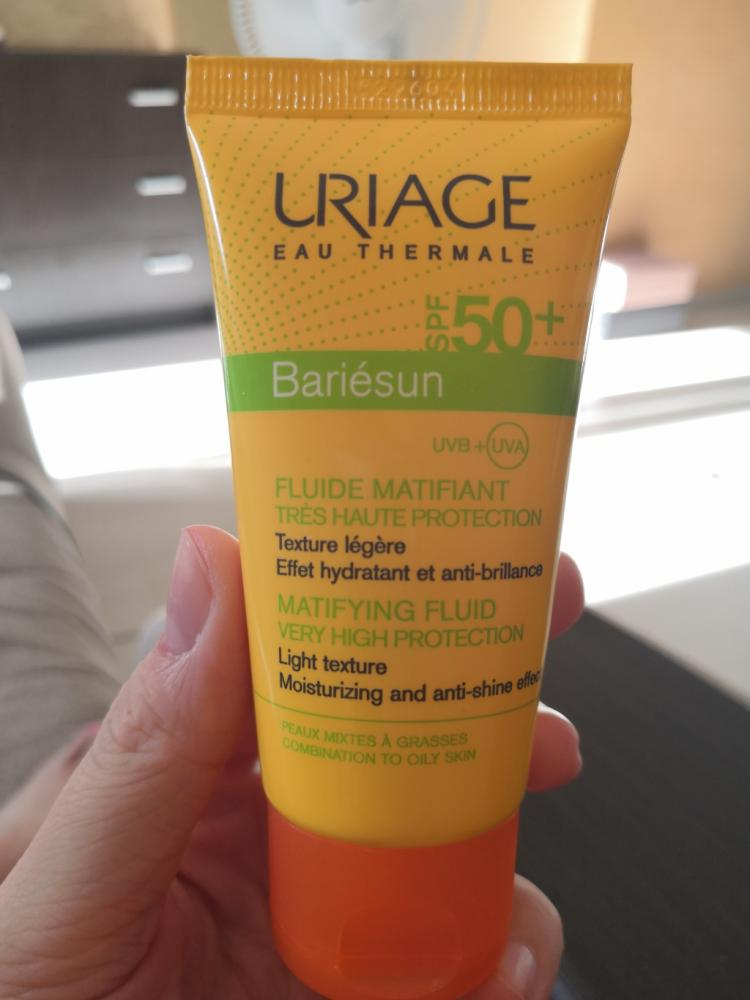 URIAGE
EAU THERMALE
SPF 50+
Bariésun
UVB + UVA
FLUIDE MATIFIANT
TRÈS HAUTE PROTECTION
Texture légère
Effet hydratant et anti-brillance
MATIFYING FLUID
VERY HIGH PROTECTION
Light texture
Moisturizing and anti-shine effec
PEAUX MIXTES À GRASSES
COMBINATION TO OILY SKIN